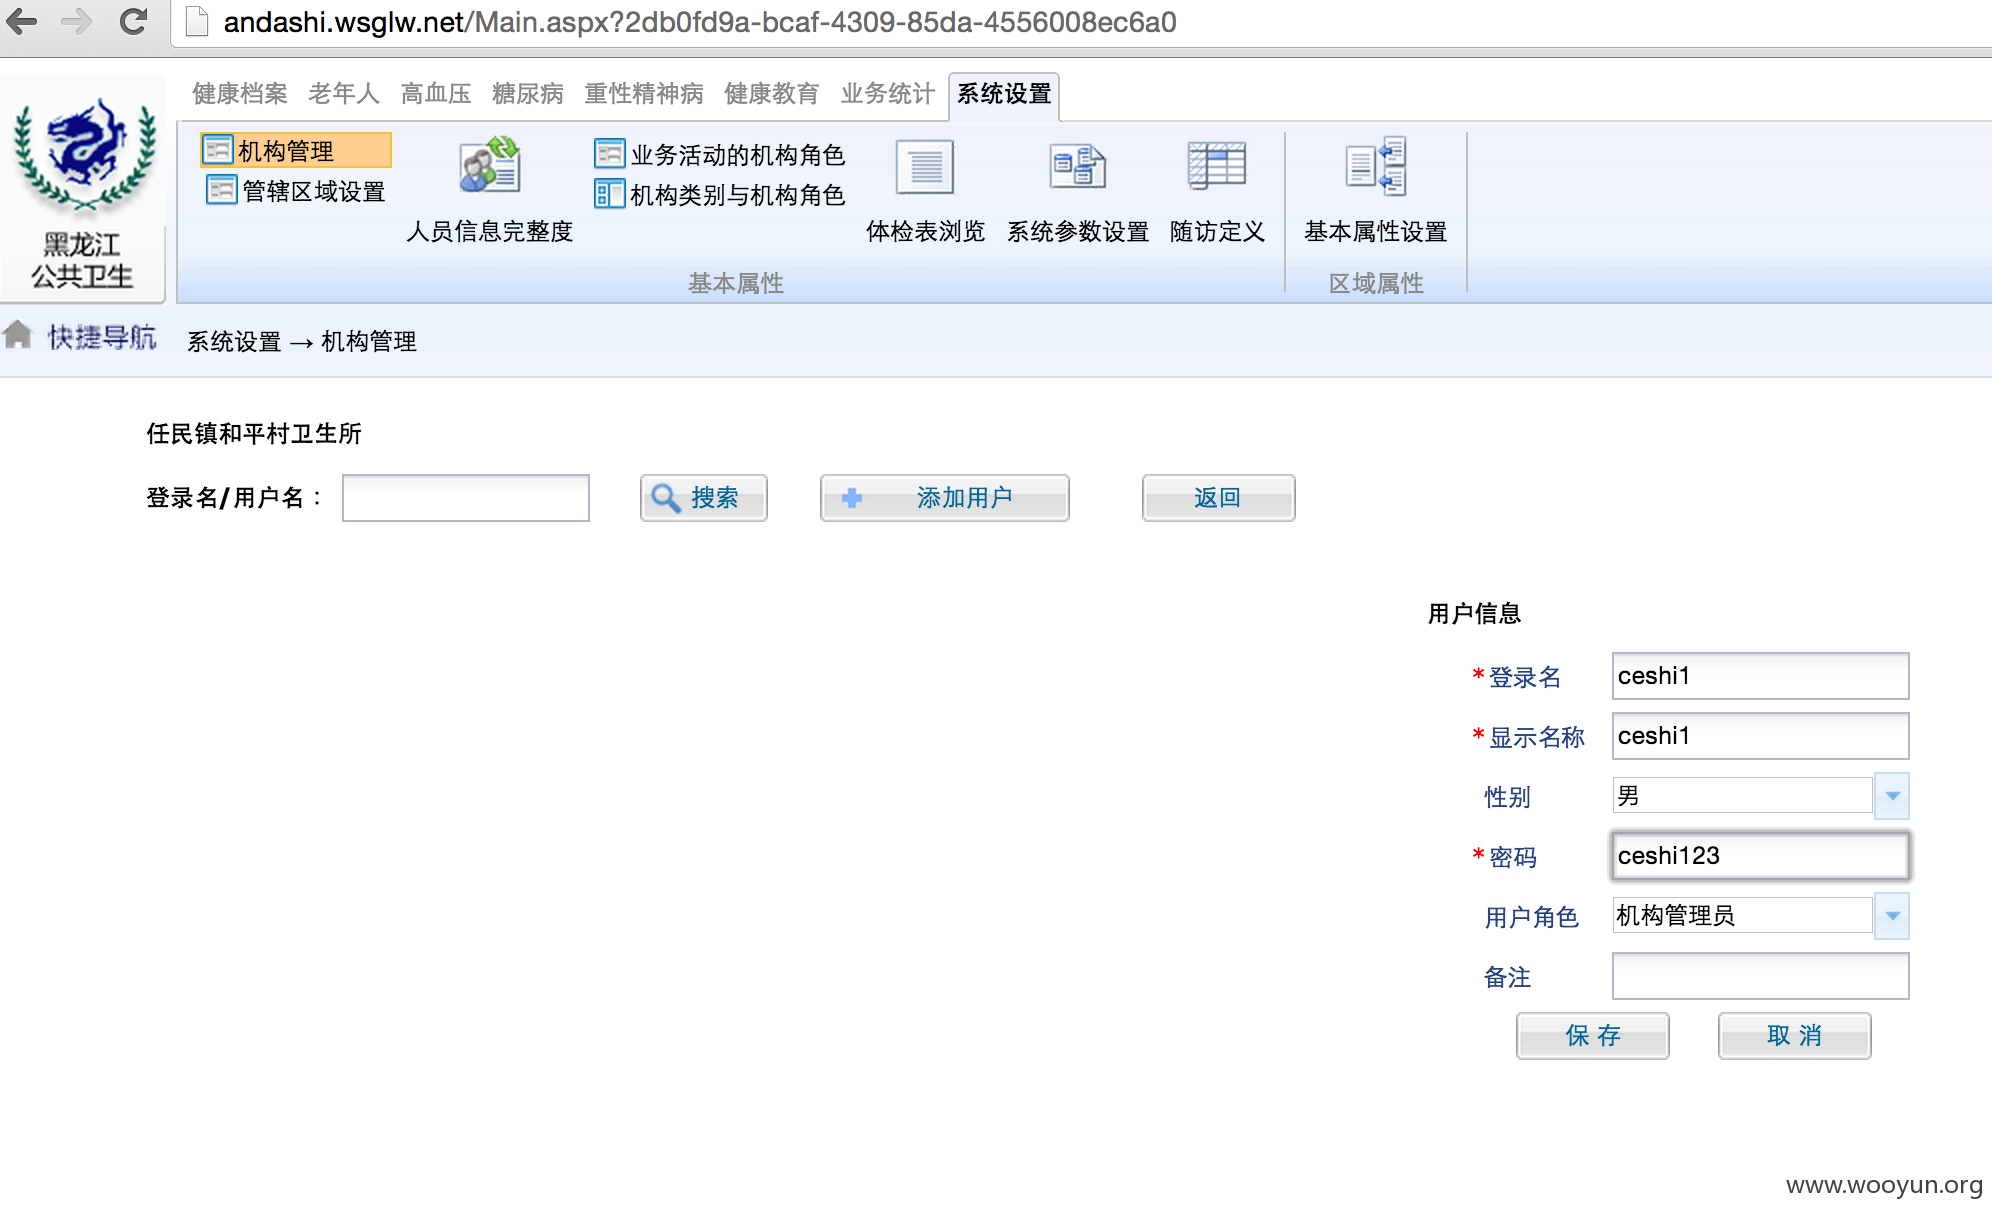 andashi.wsglw.net/Main.aspx?2db0fd9a-bcaf-4309-85da-4556008ec6a0
健康档案 老年人 高血压 糖尿病 重性精神病 健康教育 业务统计 系统设置
黑龙江
公共卫生
机构管理
管辖区域设置
人员信息完整度
业务活动的机构角色
机构类别与机构角色
体检表浏览
系统参数设置
随访定义
基本属性设置
基本属性
区域属性
快捷导航
系统设置 → 机构管理
任民镇和平村卫生所
登录名/用户名：
搜索
添加用户
返回
用户信息
*登录名 ceshi1
*显示名称 ceshi1
性别 男
*密码 ceshi123
用户角色 机构管理员
备注
保 存
取 消
www.wooyun.org